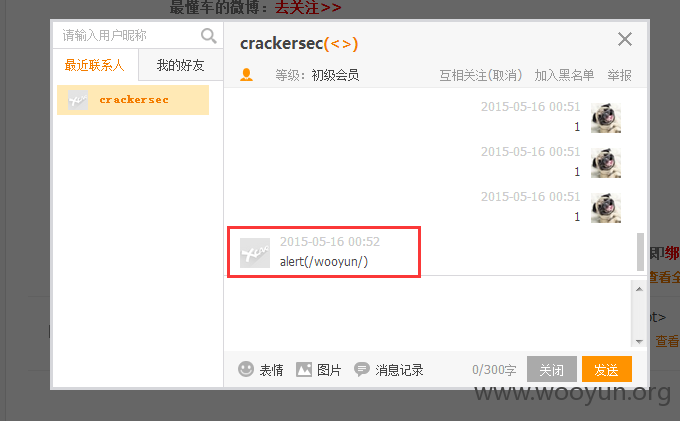 最懂车的微博：去关注>>
请输入用户昵称
最近联系人
我的好友
crackersec
crackersec(<>)
等级：初级会员
互相关注(取消)
加入黑名单
举报
2015-05-16 00:51
1
2015-05-16 00:51
1
2015-05-16 00:51
1
2015-05-16 00:52
alert(/wooyun/)
即绑
查看全
pt>
查看
表情
图片
消息记录
0/300字
关闭
发送
www.wooyun.org